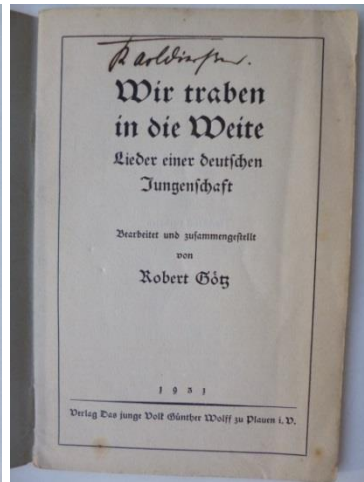 Wir traben
in die Weite
Lieder einer deutschen
Jungenschaft
Bearbeitet und zusammengestellt
von
Robert Götz
1931
Verlag Das junge Volk Günther Wolff zu Plauen i. V.